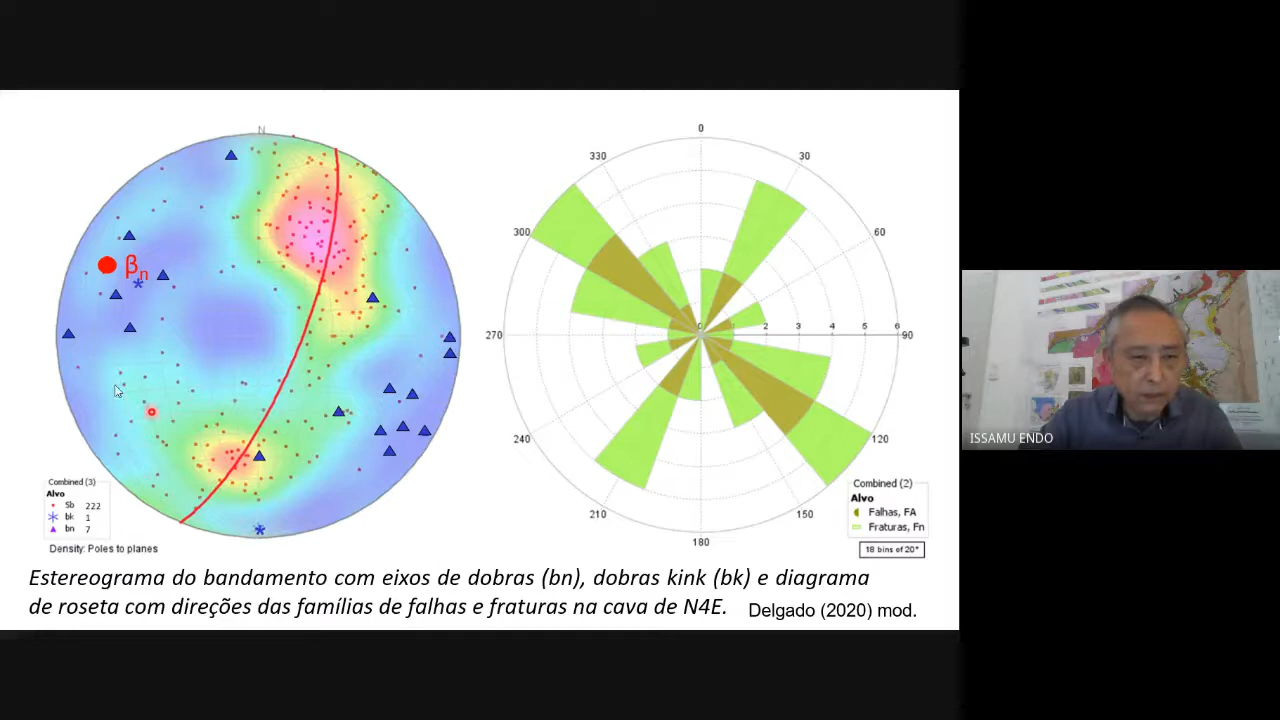 N
βn
Combined (3)
Alvo
Sb 222
bk 1
bn 7
Density: Poles to planes
0
30
60
90
120
150
180
210
240
270
300
330
0
2
3
4
5
6
Combined (2)
Alvo
Falhas, FA
Fraturas, Fn
18 bins of 20°
Estereograma do bandamento com eixos de dobras (bn), dobras kink (bk) e diagrama
de roseta com direções das famílias de falhas e fraturas na cava de N4E. Delgado (2020) mod.
ISSAMU ENDO